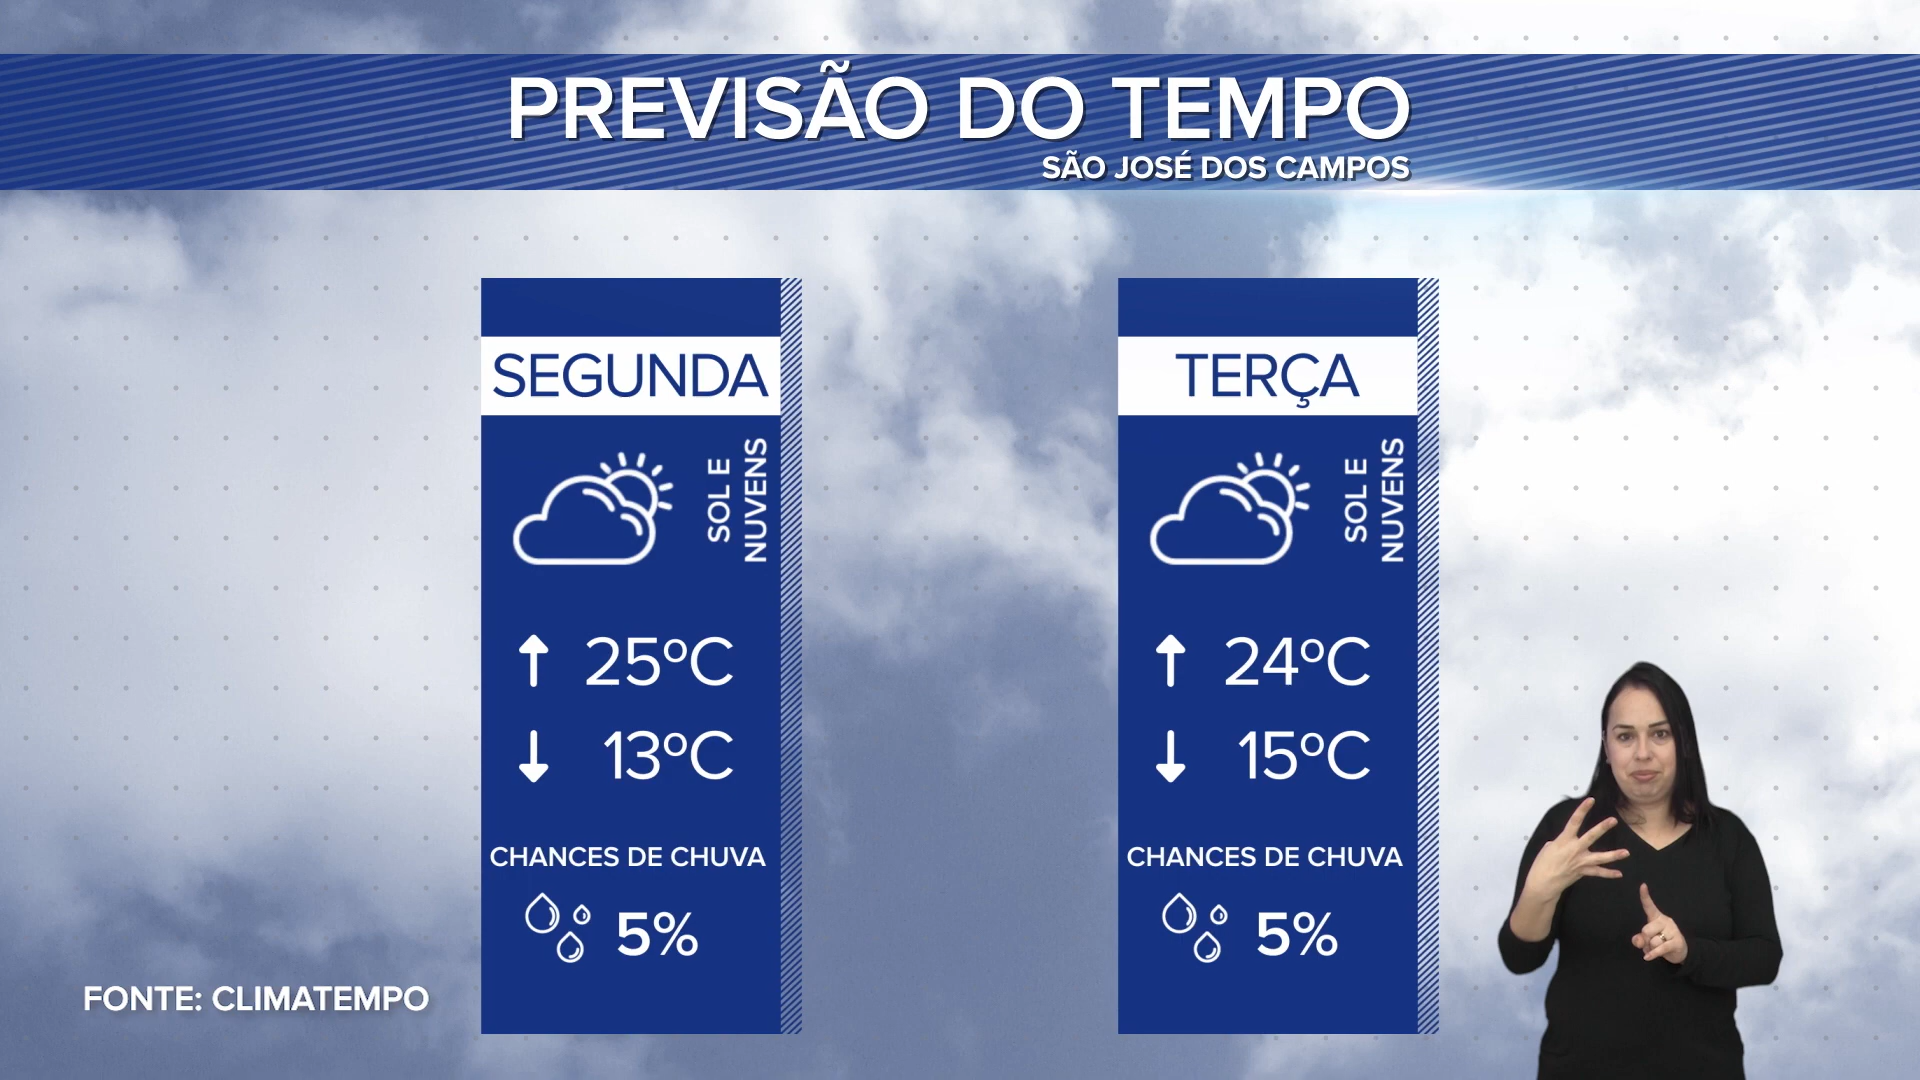 PREVISÃO DO TEMPO
SÃO JOSÉ DOS CAMPOS
SEGUNDA
SOL E
NUVENS
25ºC
13ºC
CHANCES DE CHUVA
5%
TERÇA
SOL E
NUVENS
24ºC
15ºC
CHANCES DE CHUVA
5%
FONTE: CLIMATEMPO